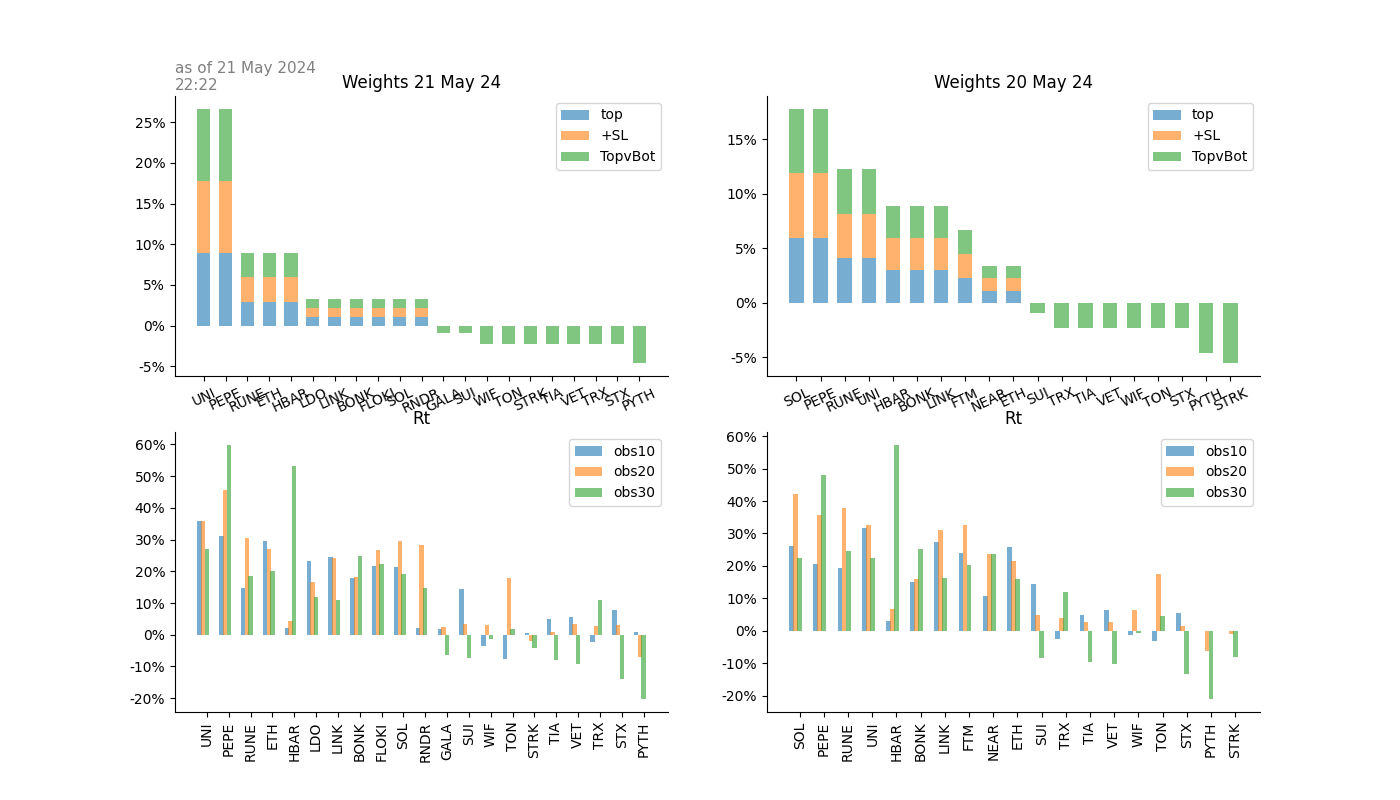 as of 21 May 2024
22:22
Weights 21 May 24
25%
20%
15%
10%
5%
0%
-5%
top
+SL
TopvBot
UNI PEPE RUNE ETH HBAR LDO LINK BONK FLOKI SOL RNDR GALA SUI WIF TON STRK TIA VET TRX STX PYTH
Weights 20 May 24
15%
10%
5%
0%
-5%
top
+SL
TopvBot
SOL PEPE RUNE UNI HBAR BONK LINK FTM NEAR ETH SUI TRX TIA VET WIF TON STX PYTH STRK
Rt
60%
50%
40%
30%
20%
10%
0%
-10%
-20%
obs10
obs20
obs30
UNI PEPE RUNE ETH HBAR LDO LINK BONK FLOKI SOL RNDR GALA SUI WIF TON STRK TIA VET TRX STX PYTH
Rt
60%
50%
40%
30%
20%
10%
0%
-10%
-20%
obs10
obs20
obs30
SOL PEPE RUNE UNI HBAR BONK LINK FTM NEAR ETH SUI TRX TIA VET WIF TON STX PYTH STRK